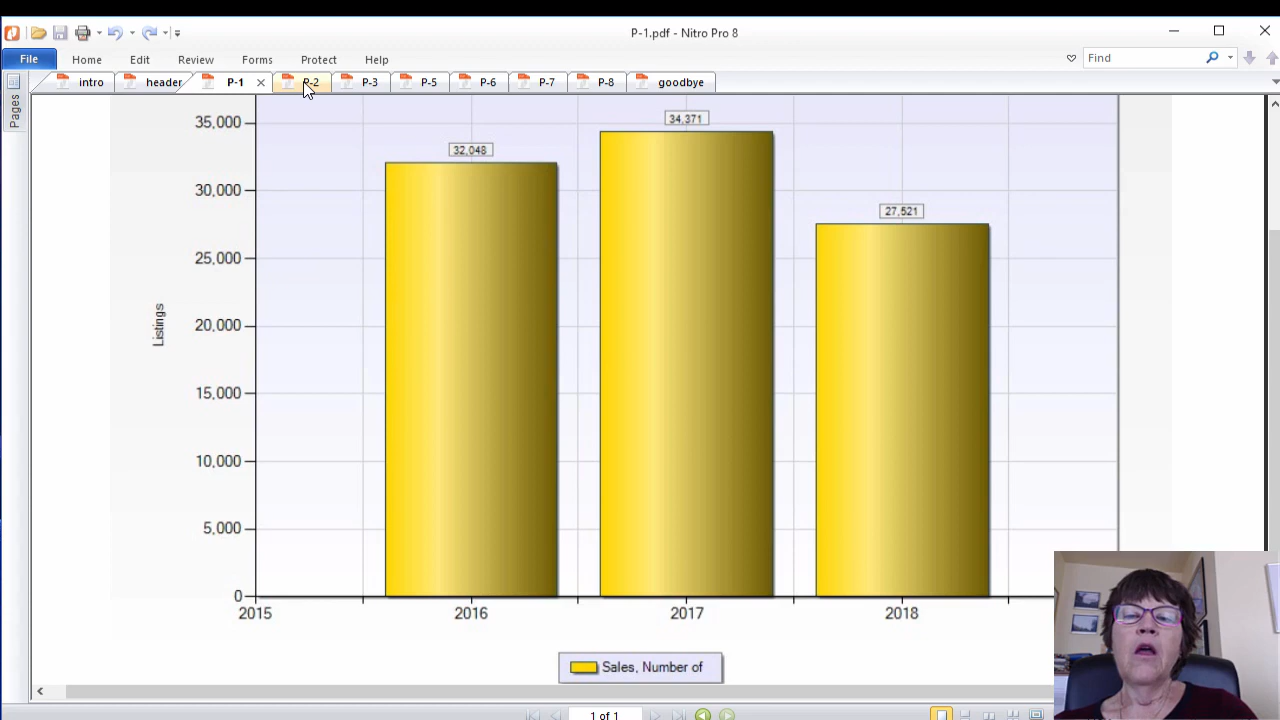 P-1.pdf - Nitro Pro 8
File Home Edit Review Forms Protect Help Find
intro header P-1 P-2 P-3 P-5 P-6 P-7 P-8 goodbye
Pages
35,000
34,371
32,048
30,000
27,521
25,000
20,000
Listings
15,000
10,000
5,000
0
2015 2016 2017 2018
Sales, Number of
1 of 1